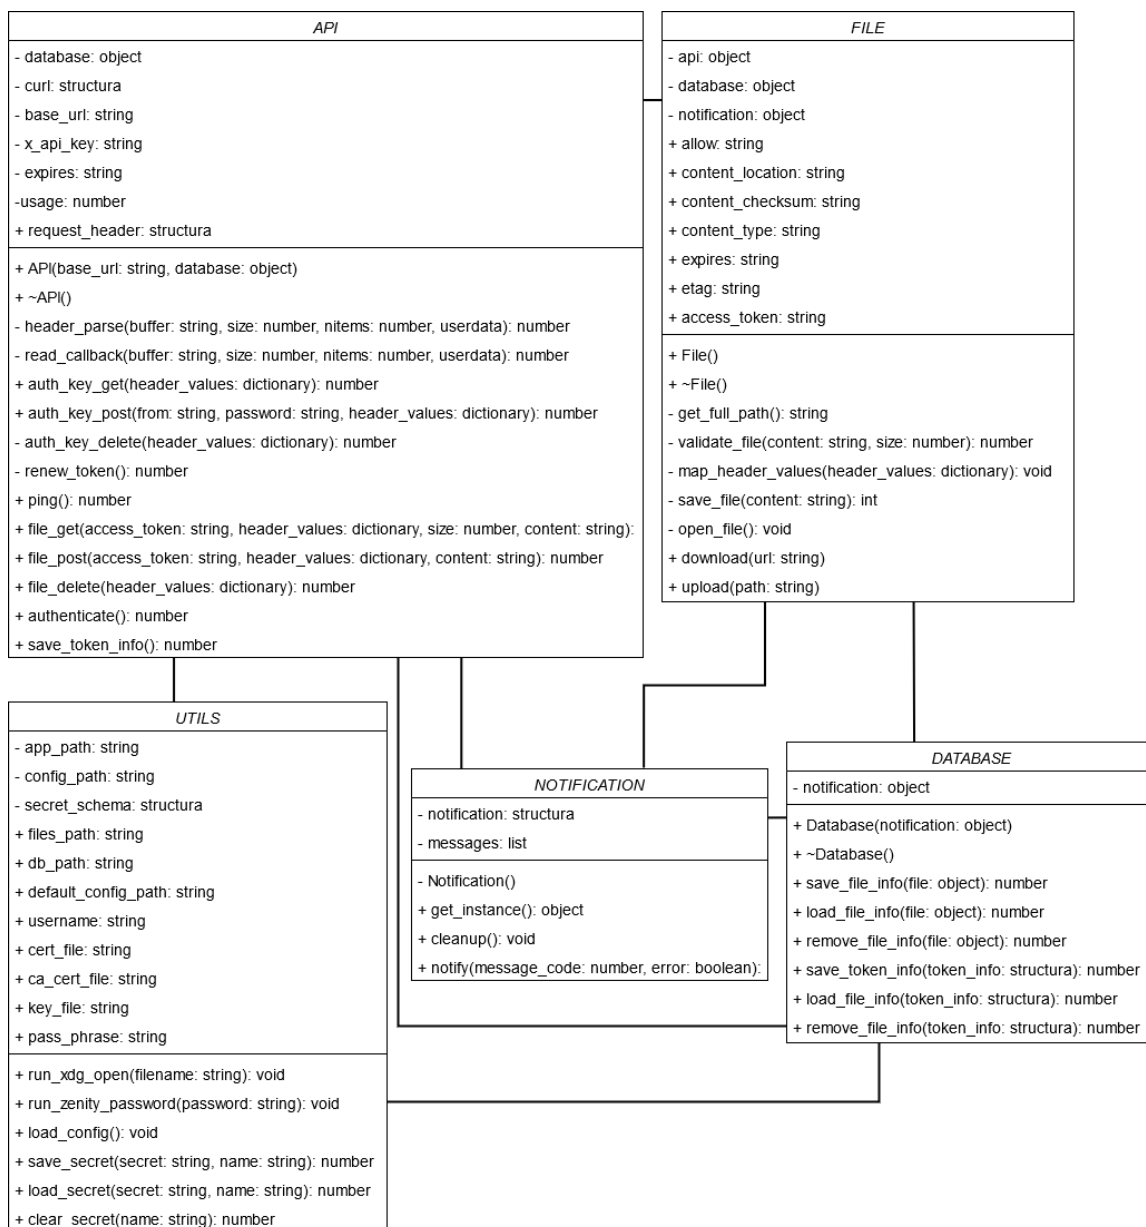 API
- database: object
- curl: structura
- base_url: string
- x_api_key: string
- expires: string
-usage: number
+ request_header: structura
+ API(base_url: string, database: object)
+ ~API()
- header_parse(buffer: string, size: number, nitems: number, userdata): number
- read_callback(buffer: string, size: number, nitems: number, userdata): number
+ auth_key_get(header_values: dictionary): number
+ auth_key_post(from: string, password: string, header_values: dictionary): number
- auth_key_delete(header_values: dictionary): number
- renew_token(): number
+ ping(): number
+ file_get(access_token: string, header_values: dictionary, size: number, content: string):
+ file_post(access_token: string, header_values: dictionary, content: string): number
+ file_delete(header_values: dictionary): number
+ authenticate(): number
+ save_token_info(): number
FILE
- api: object
- database: object
- notification: object
+ allow: string
+ content_location: string
+ content_checksum: string
+ content_type: string
+ expires: string
+ etag: string
+ access_token: string
+ File()
+ ~File()
- get_full_path(): string
- validate_file(content: string, size: number): number
- map_header_values(header_values: dictionary): void
- save_file(content: string): int
- open_file(): void
+ download(url: string)
+ upload(path: string)
UTILS
- app_path: string
- config_path: string
- secret_schema: structura
+ files_path: string
+ db_path: string
+ default_config_path: string
+ username: string
+ cert_file: string
+ ca_cert_file: string
+ key_file: string
+ pass_phrase: string
+ run_xdg_open(filename: string): void
+ run_zenity_password(password: string): void
+ load_config(): void
+ save_secret(secret: string, name: string): number
+ load_secret(secret: string, name: string): number
+ clear_secret(name: string): number
NOTIFICATION
- notification: structura
- messages: list
- Notification()
+ get_instance(): object
+ cleanup(): void
+ notify(message_code: number, error: boolean):
DATABASE
- notification: object
+ Database(notification: object)
+ ~Database()
+ save_file_info(file: object): number
+ load_file_info(file: object): number
+ remove_file_info(file: object): number
+ save_token_info(token_info: structura): number
+ load_file_info(token_info: structura): number
+ remove_file_info(token_info: structura): number